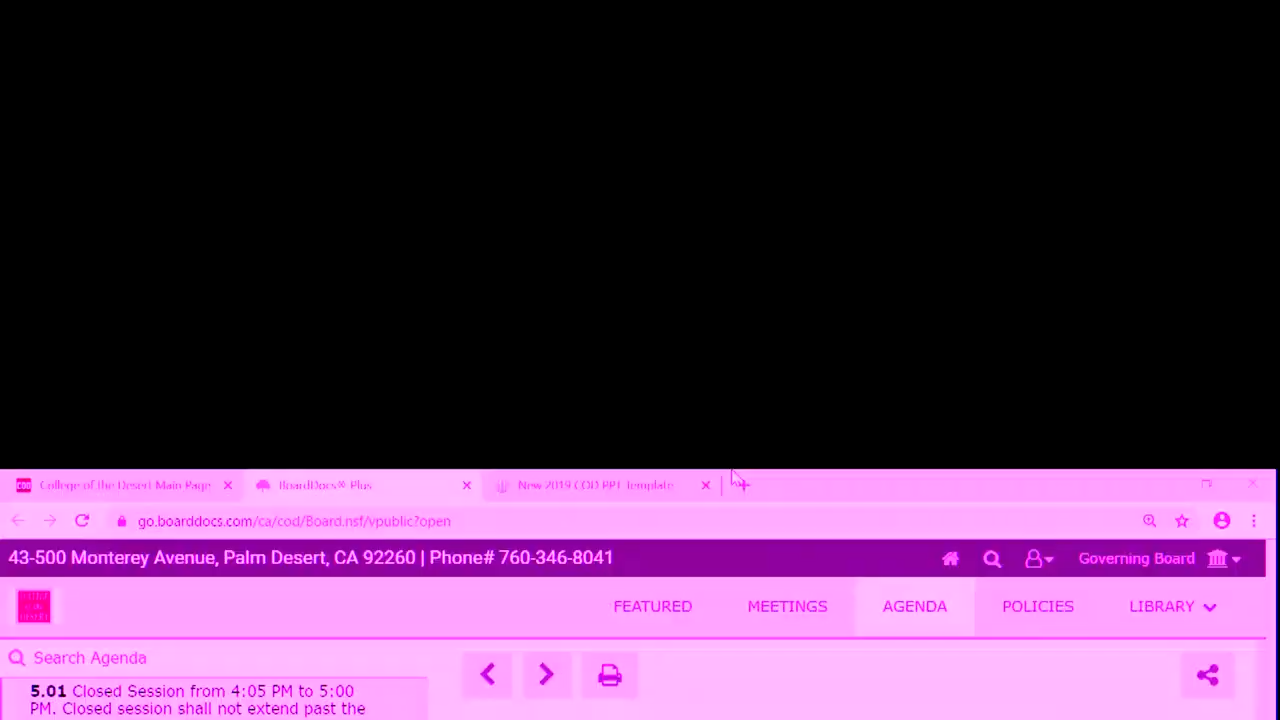 COD College of the Desert Main Page BoardDocs® Plus New 2019 COD PPT Template
go.boarddocs.com/ca/cod/Board.nsf/vpublic?open
43-500 Monterey Avenue, Palm Desert, CA 92260 | Phone# 760-346-8041 Governing Board
FEATURED MEETINGS AGENDA POLICIES LIBRARY
Search Agenda
5.01 Closed Session from 4:05 PM to 5:00
PM. Closed session shall not extend past the